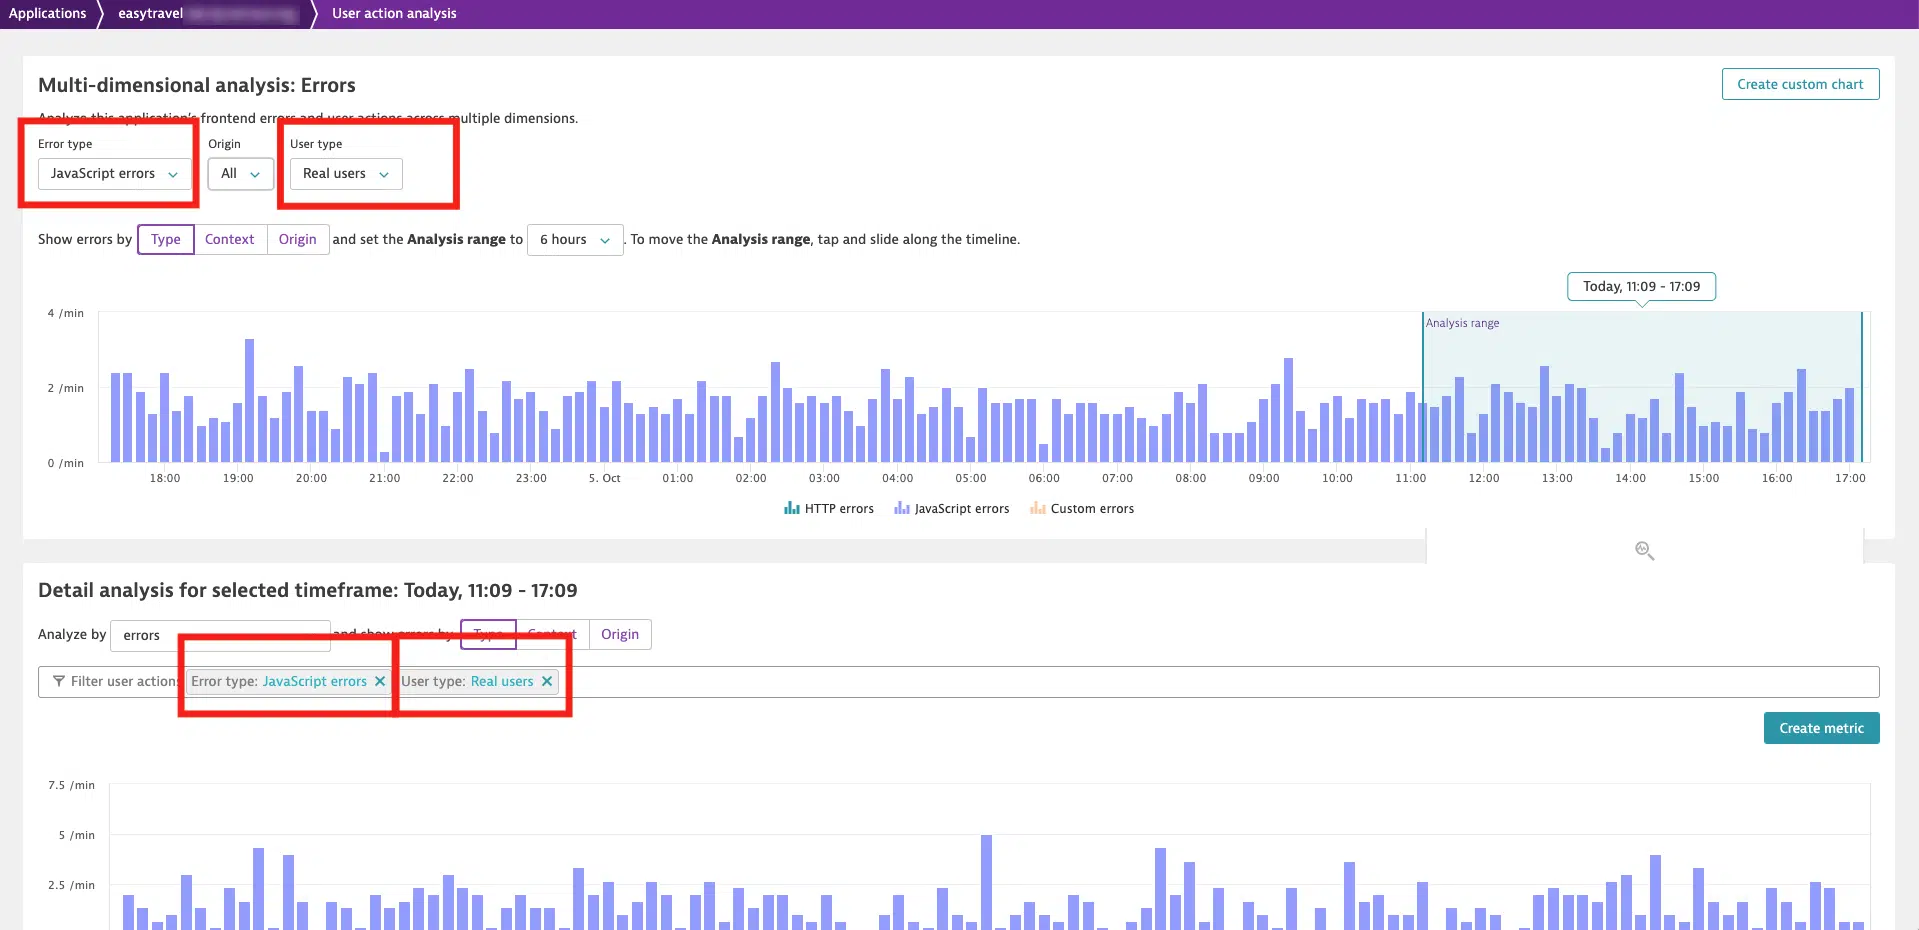 Applications easytravel User action analysis
Multi-dimensional analysis: Errors
Create custom chart
Analyze this application's frontend errors and user actions across multiple dimensions.
Error type Origin User type
JavaScript errors All Real users
Show errors by Type Context Origin and set the Analysis range to 6 hours . To move the Analysis range, tap and slide along the timeline.
Today, 11:09 - 17:09
4 /min
Analysis range
2 /min
0 /min
18:00 19:00 20:00 21:00 22:00 23:00 5. Oct 01:00 02:00 03:00 04:00 05:00 06:00 07:00 08:00 09:00 10:00 11:00 12:00 13:00 14:00 15:00 16:00 17:00
HTTP errors JavaScript errors Custom errors
Detail analysis for selected timeframe: Today, 11:09 - 17:09
Analyze by errors and show errors by Type Context Origin
Filter user actions Error type: JavaScript errors × User type: Real users ×
Create metric
7.5 /min
5 /min
2.5 /min